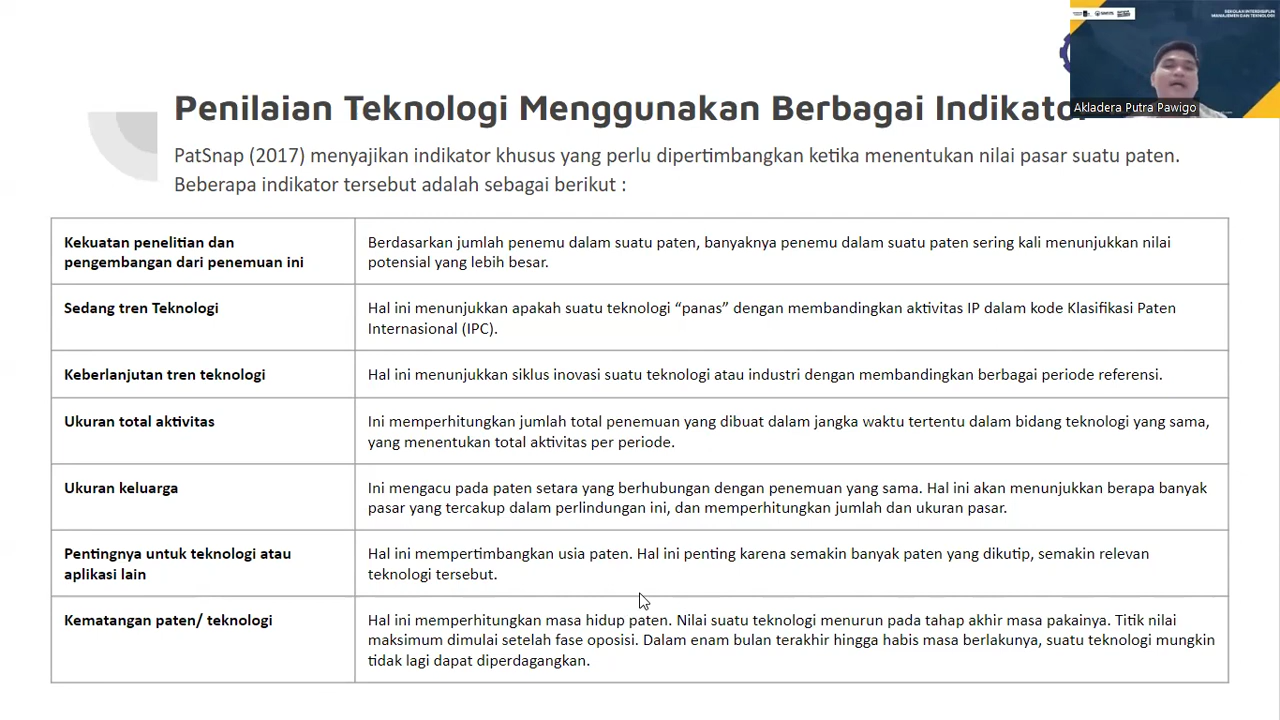 SEKOLAH INTERDISIPLIN
MANAJEMEN DAN TEKNOLOGI
Akladera Putra Pawigo
Penilaian Teknologi Menggunakan Berbagai Indikator
PatSnap (2017) menyajikan indikator khusus yang perlu dipertimbangkan ketika menentukan nilai pasar suatu paten.
Beberapa indikator tersebut adalah sebagai berikut :
Kekuatan penelitian dan
pengembangan dari penemuan ini
Berdasarkan jumlah penemu dalam suatu paten, banyaknya penemu dalam suatu paten sering kali menunjukkan nilai
potensial yang lebih besar.
Sedang tren Teknologi
Hal ini menunjukkan apakah suatu teknologi “panas” dengan membandingkan aktivitas IP dalam kode Klasifikasi Paten
Internasional (IPC).
Keberlanjutan tren teknologi
Hal ini menunjukkan siklus inovasi suatu teknologi atau industri dengan membandingkan berbagai periode referensi.
Ukuran total aktivitas
Ini memperhitungkan jumlah total penemuan yang dibuat dalam jangka waktu tertentu dalam bidang teknologi yang sama,
yang menentukan total aktivitas per periode.
Ukuran keluarga
Ini mengacu pada paten setara yang berhubungan dengan penemuan yang sama. Hal ini akan menunjukkan berapa banyak
pasar yang tercakup dalam perlindungan ini, dan memperhitungkan jumlah dan ukuran pasar.
Pentingnya untuk teknologi atau
aplikasi lain
Hal ini mempertimbangkan usia paten. Hal ini penting karena semakin banyak paten yang dikutip, semakin relevan
teknologi tersebut.
Kematangan paten/ teknologi
Hal ini memperhitungkan masa hidup paten. Nilai suatu teknologi menurun pada tahap akhir masa pakainya. Titik nilai
maksimum dimulai setelah fase oposisi. Dalam enam bulan terakhir hingga habis masa berlakunya, suatu teknologi mungkin
tidak lagi dapat diperdagangkan.